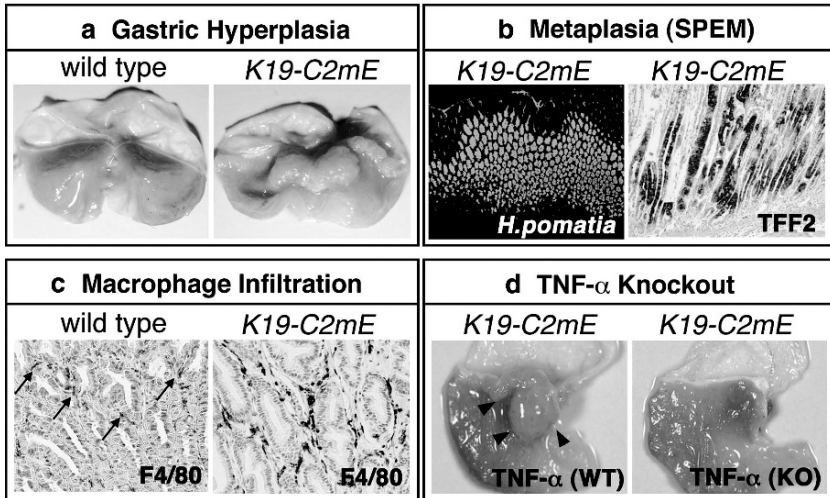 a Gastric Hyperplasia
wild type K19-C2mE
b Metaplasia (SPEM)
K19-C2mE K19-C2mE
H.pomatia TFF2
c Macrophage Infiltration
wild type K19-C2mE
F4/80 F4/80
d TNF-α Knockout
K19-C2mE K19-C2mE
TNF-α (WT) TNF-α (KO)